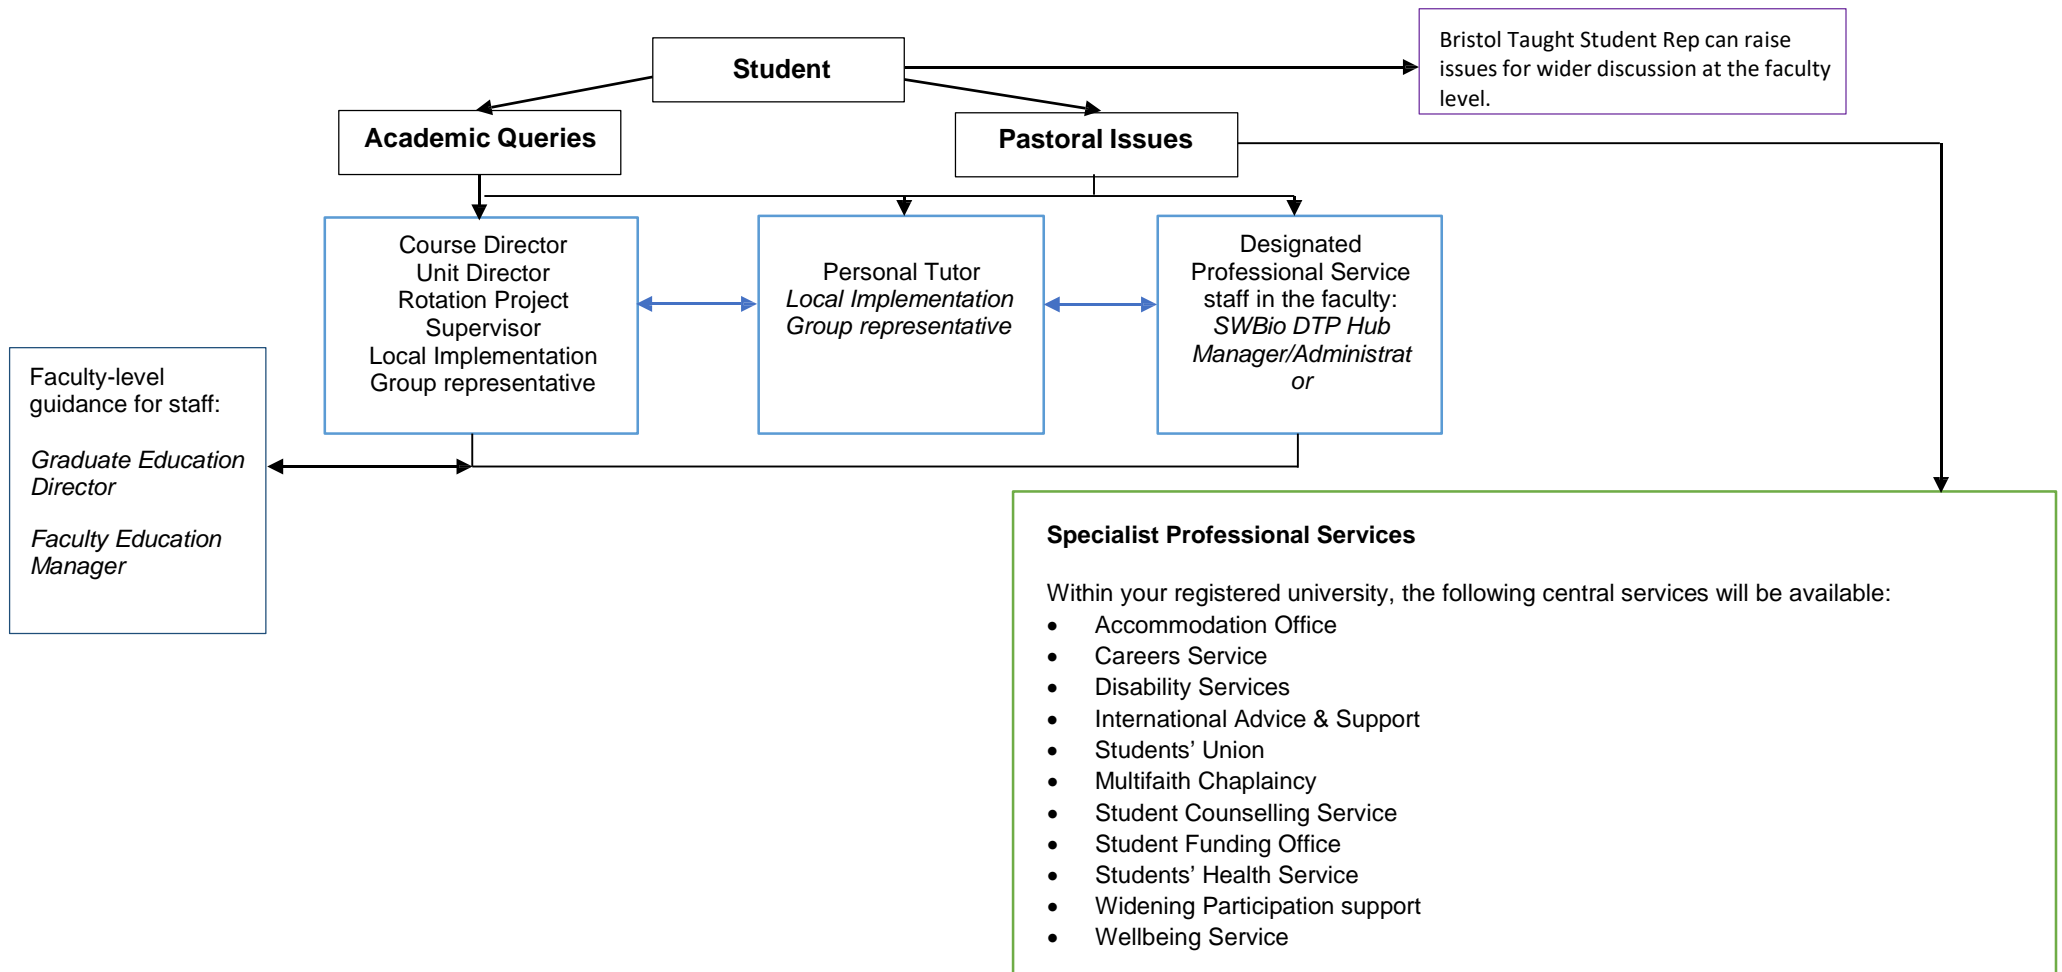 Student
Bristol Taught Student Rep can raise
issues for wider discussion at the faculty
level.
Academic Queries
Pastoral Issues
Course Director
Unit Director
Rotation Project
Supervisor
Local Implementation
Group representative
Personal Tutor
Local Implementation
Group representative
Designated
Professional Service
staff in the faculty:
SWBio DTP Hub
Manager/Administrat
or
Faculty-level
guidance for staff:
Graduate Education
Director
Faculty Education
Manager
Specialist Professional Services
Within your registered university, the following central services will be available:
• Accommodation Office
• Careers Service
• Disability Services
• International Advice & Support
• Students’ Union
• Multifaith Chaplaincy
• Student Counselling Service
• Student Funding Office
• Students’ Health Service
• Widening Participation support
• Wellbeing Service